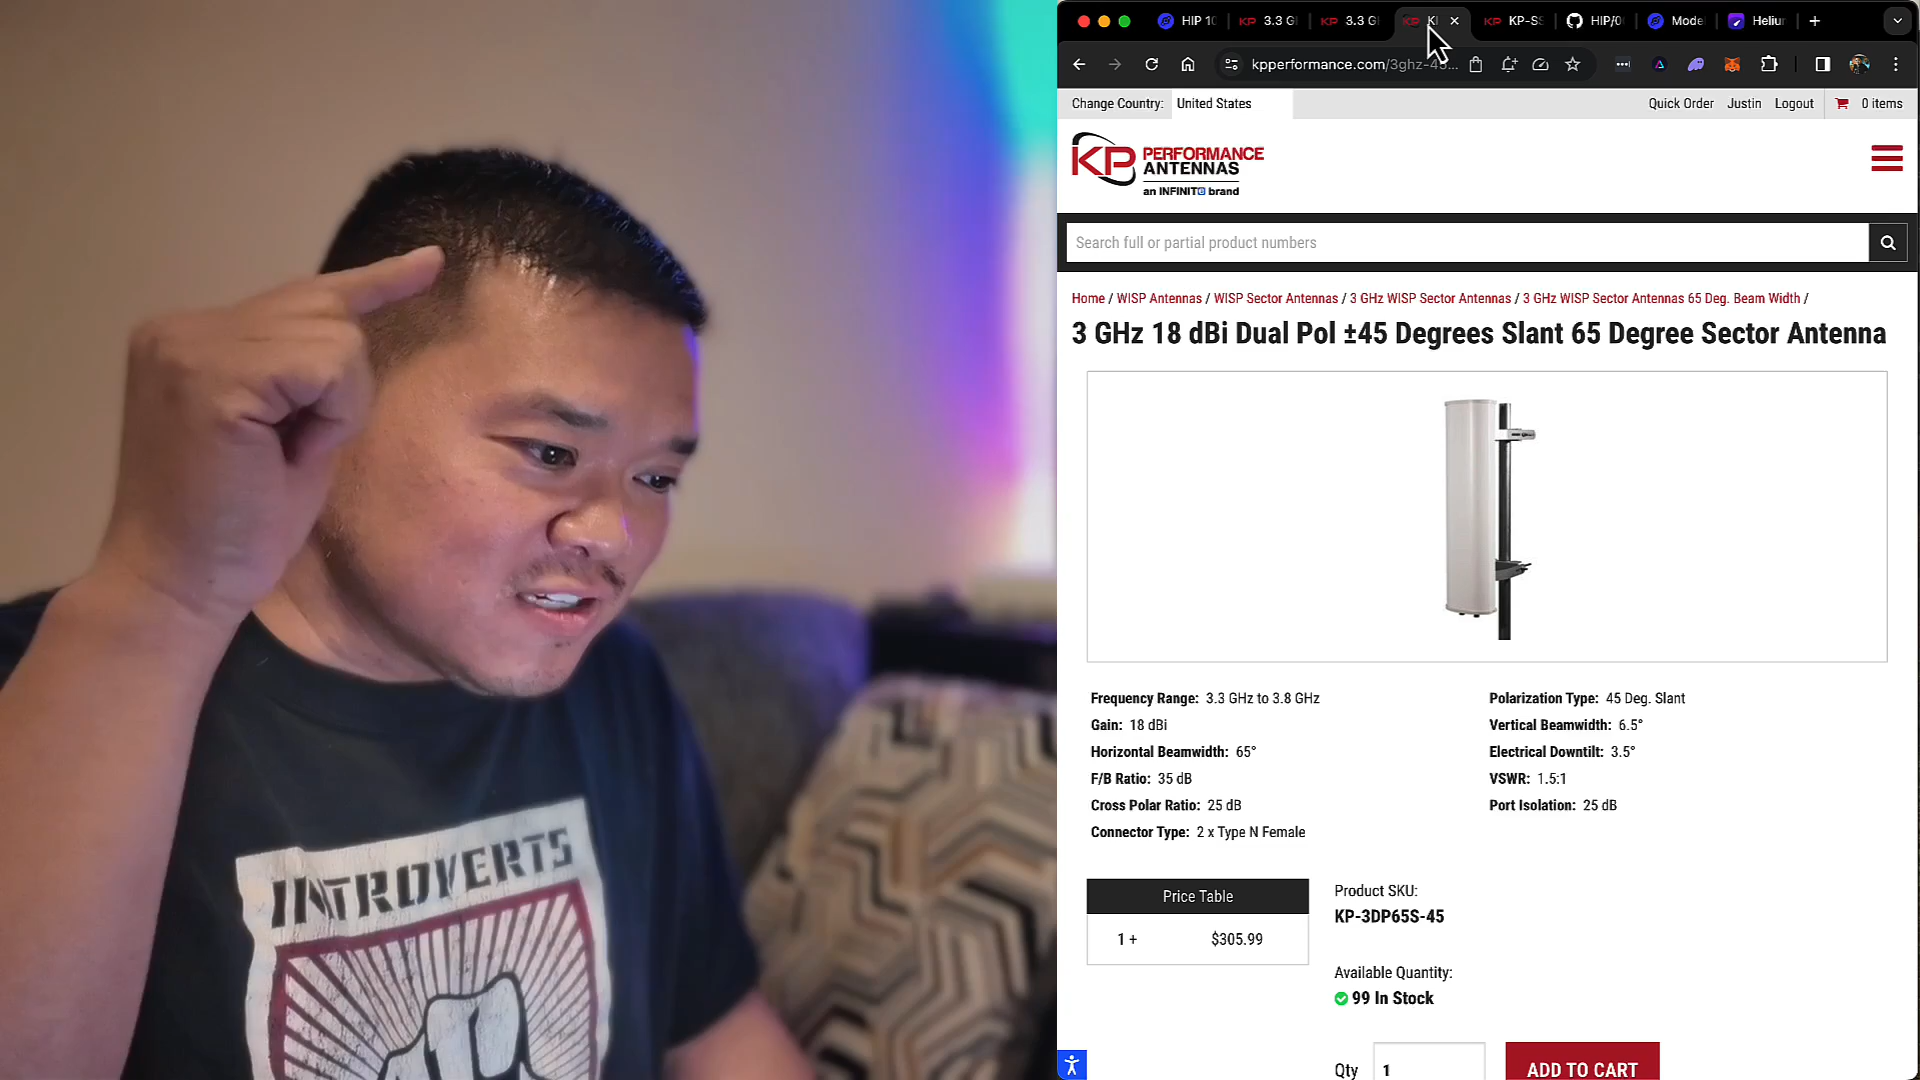 HIP 10
3.3 G
3.3 G
KP-SS
HIP/0
Mode
Heliu
kpperformance.com/3ghz-45...
Change Country: United States
Quick Order Justin Logout 0 items
KP PERFORMANCE
ANTENNAS
an INFINITE brand
Search full or partial product numbers
Home / WISP Antennas / WISP Sector Antennas / 3 GHz WISP Sector Antennas / 3 GHz WISP Sector Antennas 65 Deg. Beam Width /
3 GHz 18 dBi Dual Pol ±45 Degrees Slant 65 Degree Sector Antenna
Frequency Range: 3.3 GHz to 3.8 GHz
Gain: 18 dBi
Horizontal Beamwidth: 65°
F/B Ratio: 35 dB
Cross Polar Ratio: 25 dB
Connector Type: 2 x Type N Female
Polarization Type: 45 Deg. Slant
Vertical Beamwidth: 6.5°
Electrical Downtilt: 3.5°
VSWR: 1.5:1
Port Isolation: 25 dB
Price Table
1 + $305.99
Product SKU:
KP-3DP65S-45
Available Quantity:
99 In Stock
Qty 1 ADD TO CART
INTROVERTS